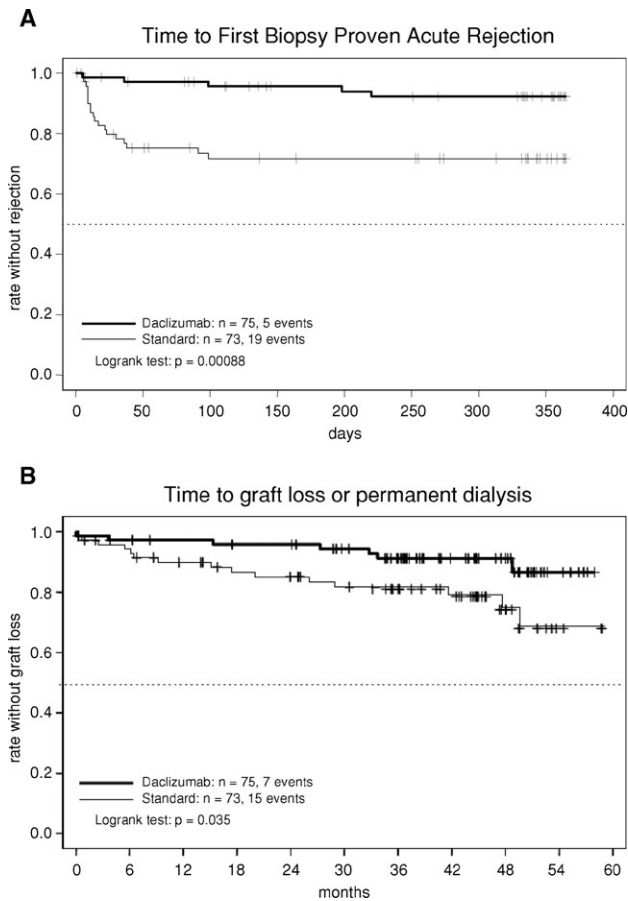 A
Time to First Biopsy Proven Acute Rejection
rate without rejection
1.0
0.8
0.6
0.4
0.2
0.0
Daclizumab: n = 75, 5 events
Standard: n = 73, 19 events
Logrank test: p = 0.00088
0 50 100 150 200 250 300 350 400
days
B
Time to graft loss or permanent dialysis
rate without graft loss
1.0
0.8
0.6
0.4
0.2
0.0
Daclizumab: n = 75, 7 events
Standard: n = 73, 15 events
Logrank test: p = 0.035
0 6 12 18 24 30 36 42 48 54 60
months